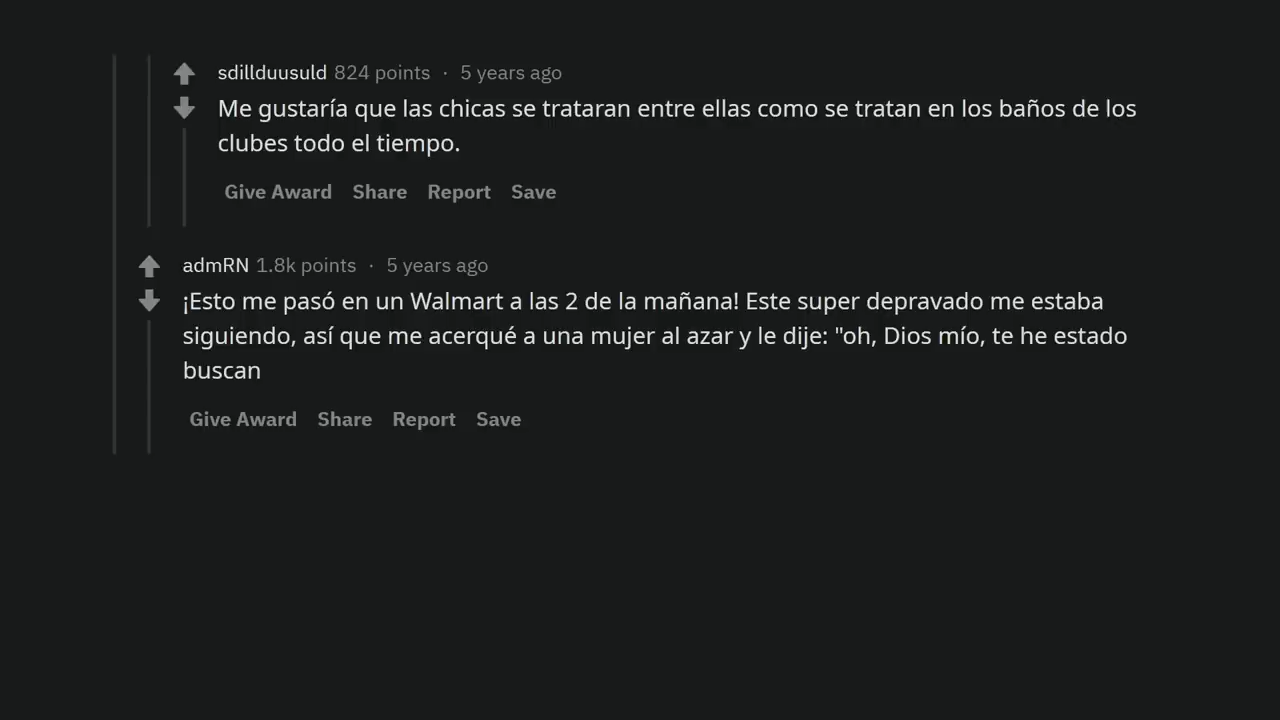 sdillduusuld 824 points · 5 years ago
Me gustaría que las chicas se trataran entre ellas como se tratan en los baños de los
clubes todo el tiempo.
Give Award Share Report Save
admRN 1.8k points · 5 years ago
¡Esto me pasó en un Walmart a las 2 de la mañana! Este super depravado me estaba
siguiendo, así que me acerqué a una mujer al azar y le dije: "oh, Dios mío, te he estado
buscan
Give Award Share Report Save